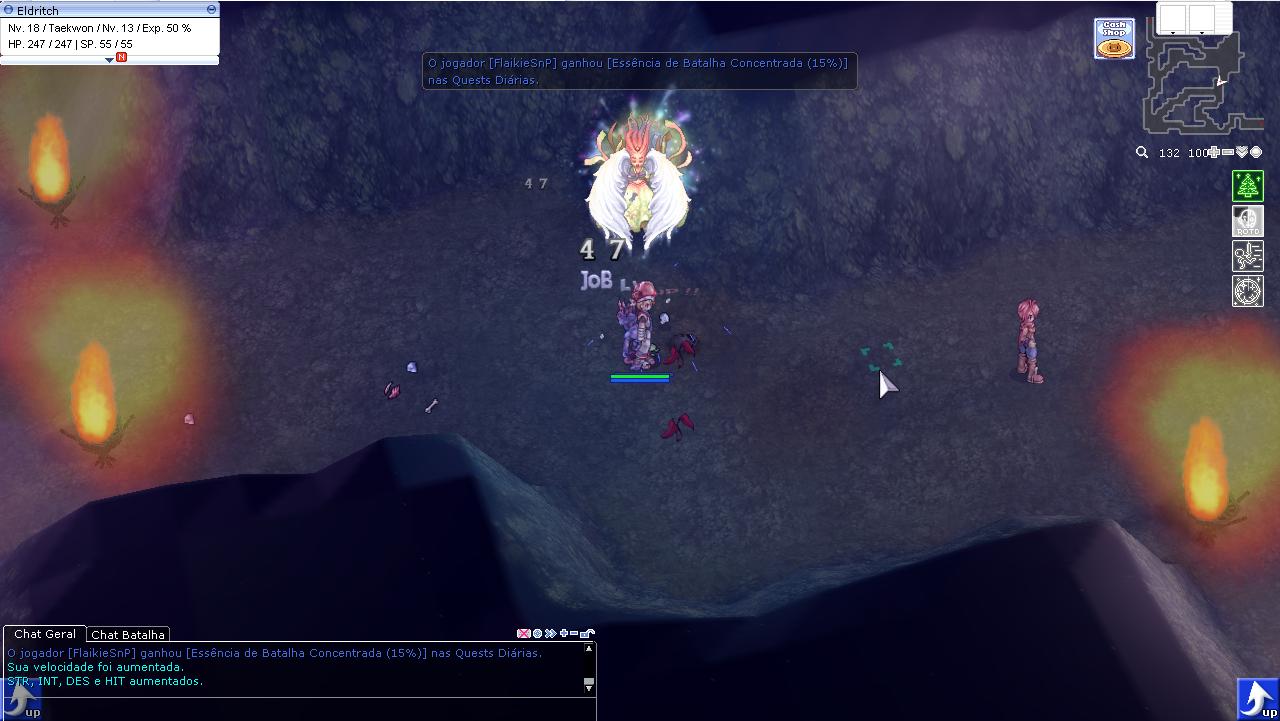 Eldritch
Nv. 18 / Taekwon / Nv. 13 / Exp. 50 %
HP. 247 / 247 | SP. 55 / 55
N
O jogador [FlaikieSnP] ganhou [Essência de Batalha Concentrada (15%)]
nas Quests Diárias.
Cash
Shop
132 100
ROTD
4 7
4 7
JoB
Chat Geral
Chat Batalha
O jogador [FlaikieSnP] ganhou [Essência de Batalha Concentrada (15%)] nas Quests Diárias.
Sua velocidade foi aumentada.
STR, INT, DES e HIT aumentados.
up
up